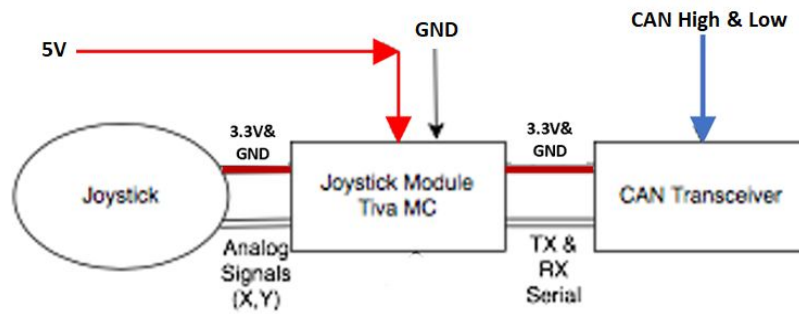 CAN High & Low
GND
5V
3.3V&
GND
3.3V&
GND
Joystick
Joystick Module
Tiva MC
CAN Transceiver
Analog
Signals
(X,Y)
TX &
RX
Serial